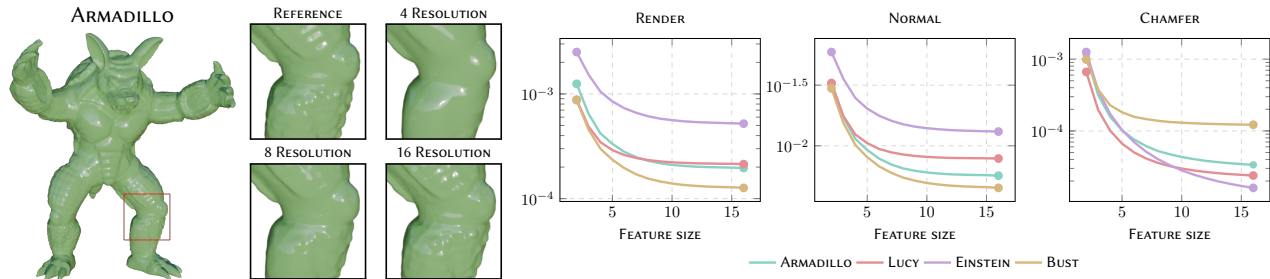 ARMADILLO
REFERENCE
4 RESOLUTION
8 RESOLUTION
16 RESOLUTION
RENDER
10⁻³
10⁻⁴
5
10
15
FEATURE SIZE
NORMAL
10⁻¹·⁵
10⁻²
5
10
15
FEATURE SIZE
CHAMFER
10⁻³
10⁻⁴
5
10
15
FEATURE SIZE
ARMADILLO LUCY EINSTEIN BUST